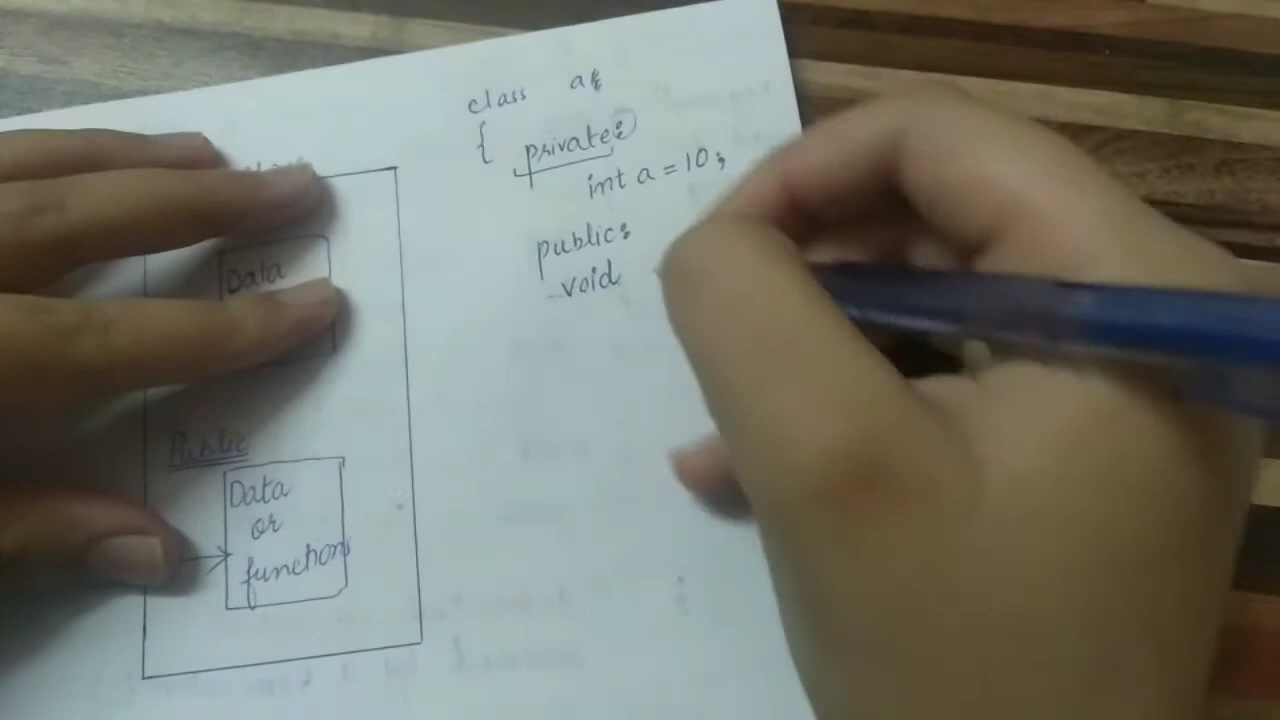 Data
Public
Data
or
functions
class
{ private:
int a = 10;
public:
void